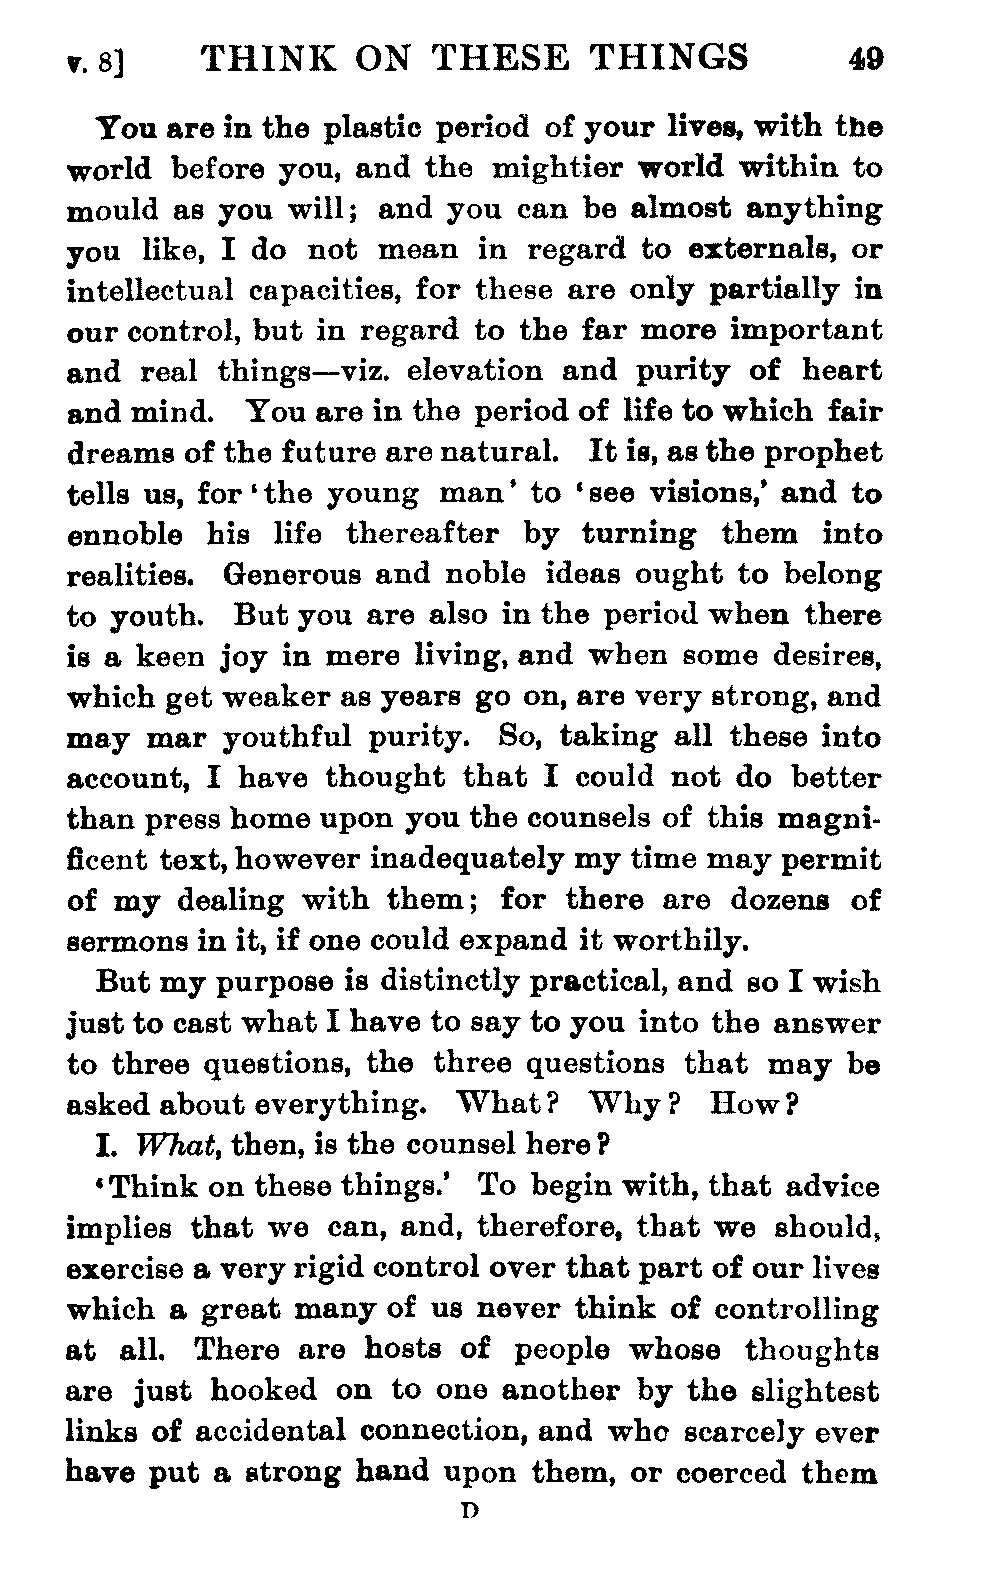 v. 8] THINK ON THESE THINGS 49
You are in the plastic period of your lives, with the
world before you, and the mightier world within to
mould as you will; and you can be almost anything
you like, I do not mean in regard to externals, or
intellectual capacities, for these are only partially in
our control, but in regard to the far more important
and real things—viz. elevation and purity of heart
and mind. You are in the period of life to which fair
dreams of the future are natural. It is, as the prophet
tells us, for ‘the young man’ to ‘see visions,’ and to
ennoble his life thereafter by turning them into
realities. Generous and noble ideas ought to belong
to youth. But you are also in the period when there
is a keen joy in mere living, and when some desires,
which get weaker as years go on, are very strong, and
may mar youthful purity. So, taking all these into
account, I have thought that I could not do better
than press home upon you the counsels of this magni-
ficent text, however inadequately my time may permit
of my dealing with them; for there are dozens of
sermons in it, if one could expand it worthily.
But my purpose is distinctly practical, and so I wish
just to cast what I have to say to you into the answer
to three questions, the three questions that may be
asked about everything. What? Why? How?
I. What, then, is the counsel here?
‘Think on these things.’ To begin with, that advice
implies that we can, and, therefore, that we should,
exercise a very rigid control over that part of our lives
which a great many of us never think of controlling
at all. There are hosts of people whose thoughts
are just hooked on to one another by the slightest
links of accidental connection, and who scarcely ever
have put a strong hand upon them, or coerced them
D